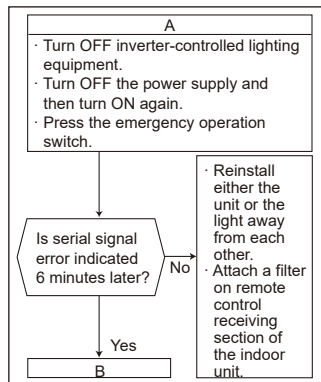 A
· Turn OFF inverter-controlled lighting
equipment.
· Turn OFF the power supply and
then turn ON again.
· Press the emergency operation
switch.
Is serial signal
error indicated
6 minutes later?
No
· Reinstall
either the
unit or the
light away
from each
other.
· Attach a filter
on remote
control
receiving
section of
the indoor
unit.
Yes
B